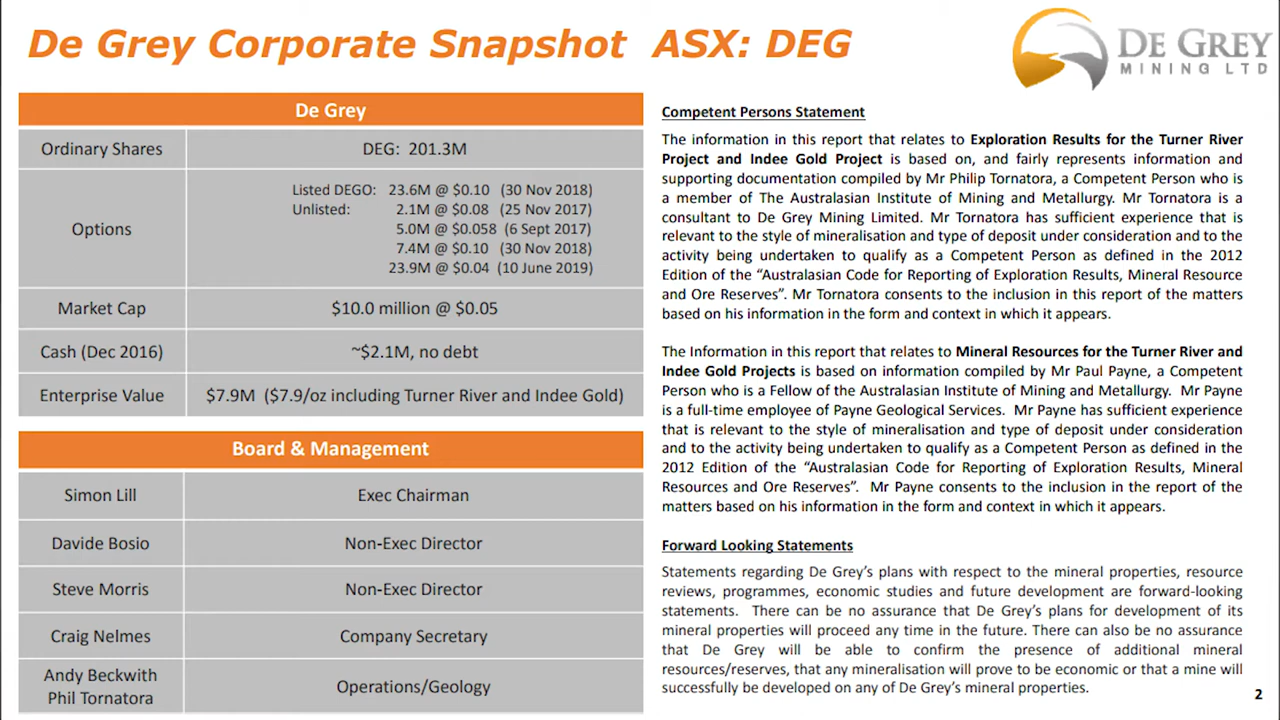 De Grey Corporate Snapshot ASX: DEG
DE GREY
MINING LTD
De Grey
Ordinary Shares DEG: 201.3M
Options
Listed DEGO: 23.6M @ $0.10 (30 Nov 2018)
Unlisted: 2.1M @ $0.08 (25 Nov 2017)
5.0M @ $0.058 (6 Sept 2017)
7.4M @ $0.10 (30 Nov 2018)
23.9M @ $0.04 (10 June 2019)
Market Cap $10.0 million @ $0.05
Cash (Dec 2016) ~$2.1M, no debt
Enterprise Value $7.9M ($7.9/oz including Turner River and Indee Gold)
Board & Management
Simon Lill Exec Chairman
Davide Bosio Non-Exec Director
Steve Morris Non-Exec Director
Craig Nelmes Company Secretary
Andy Beckwith
Phil Tornatora
Operations/Geology
Competent Persons Statement
The information in this report that relates to Exploration Results for the Turner River
Project and Indee Gold Project is based on, and fairly represents information and
supporting documentation compiled by Mr Philip Tornatora, a Competent Person who is
a member of The Australasian Institute of Mining and Metallurgy. Mr Tornatora is a
consultant to De Grey Mining Limited. Mr Tornatora has sufficient experience that is
relevant to the style of mineralisation and type of deposit under consideration and to the
activity being undertaken to qualify as a Competent Person as defined in the 2012
Edition of the “Australasian Code for Reporting of Exploration Results, Mineral Resource
and Ore Reserves”. Mr Tornatora consents to the inclusion in this report of the matters
based on his information in the form and context in which it appears.
The Information in this report that relates to Mineral Resources for the Turner River and
Indee Gold Projects is based on information compiled by Mr Paul Payne, a Competent
Person who is a Fellow of the Australasian Institute of Mining and Metallurgy. Mr Payne
is a full-time employee of Payne Geological Services. Mr Payne has sufficient experience
that is relevant to the style of mineralisation and type of deposit under consideration
and to the activity being undertaken to qualify as a Competent Person as defined in the
2012 Edition of the “Australasian Code for Reporting of Exploration Results, Mineral
Resources and Ore Reserves”. Mr Payne consents to the inclusion in the report of the
matters based on his information in the form and context in which it appears.
Forward Looking Statements
Statements regarding De Grey’s plans with respect to the mineral properties, resource
reviews, programmes, economic studies and future development are forward-looking
statements. There can be no assurance that De Grey’s plans for development of its
mineral properties will proceed any time in the future. There can also be no assurance
that De Grey will be able to confirm the presence of additional mineral
resources/reserves, that any mineralisation will prove to be economic or that a mine will
successfully be developed on any of De Grey’s mineral properties.
2